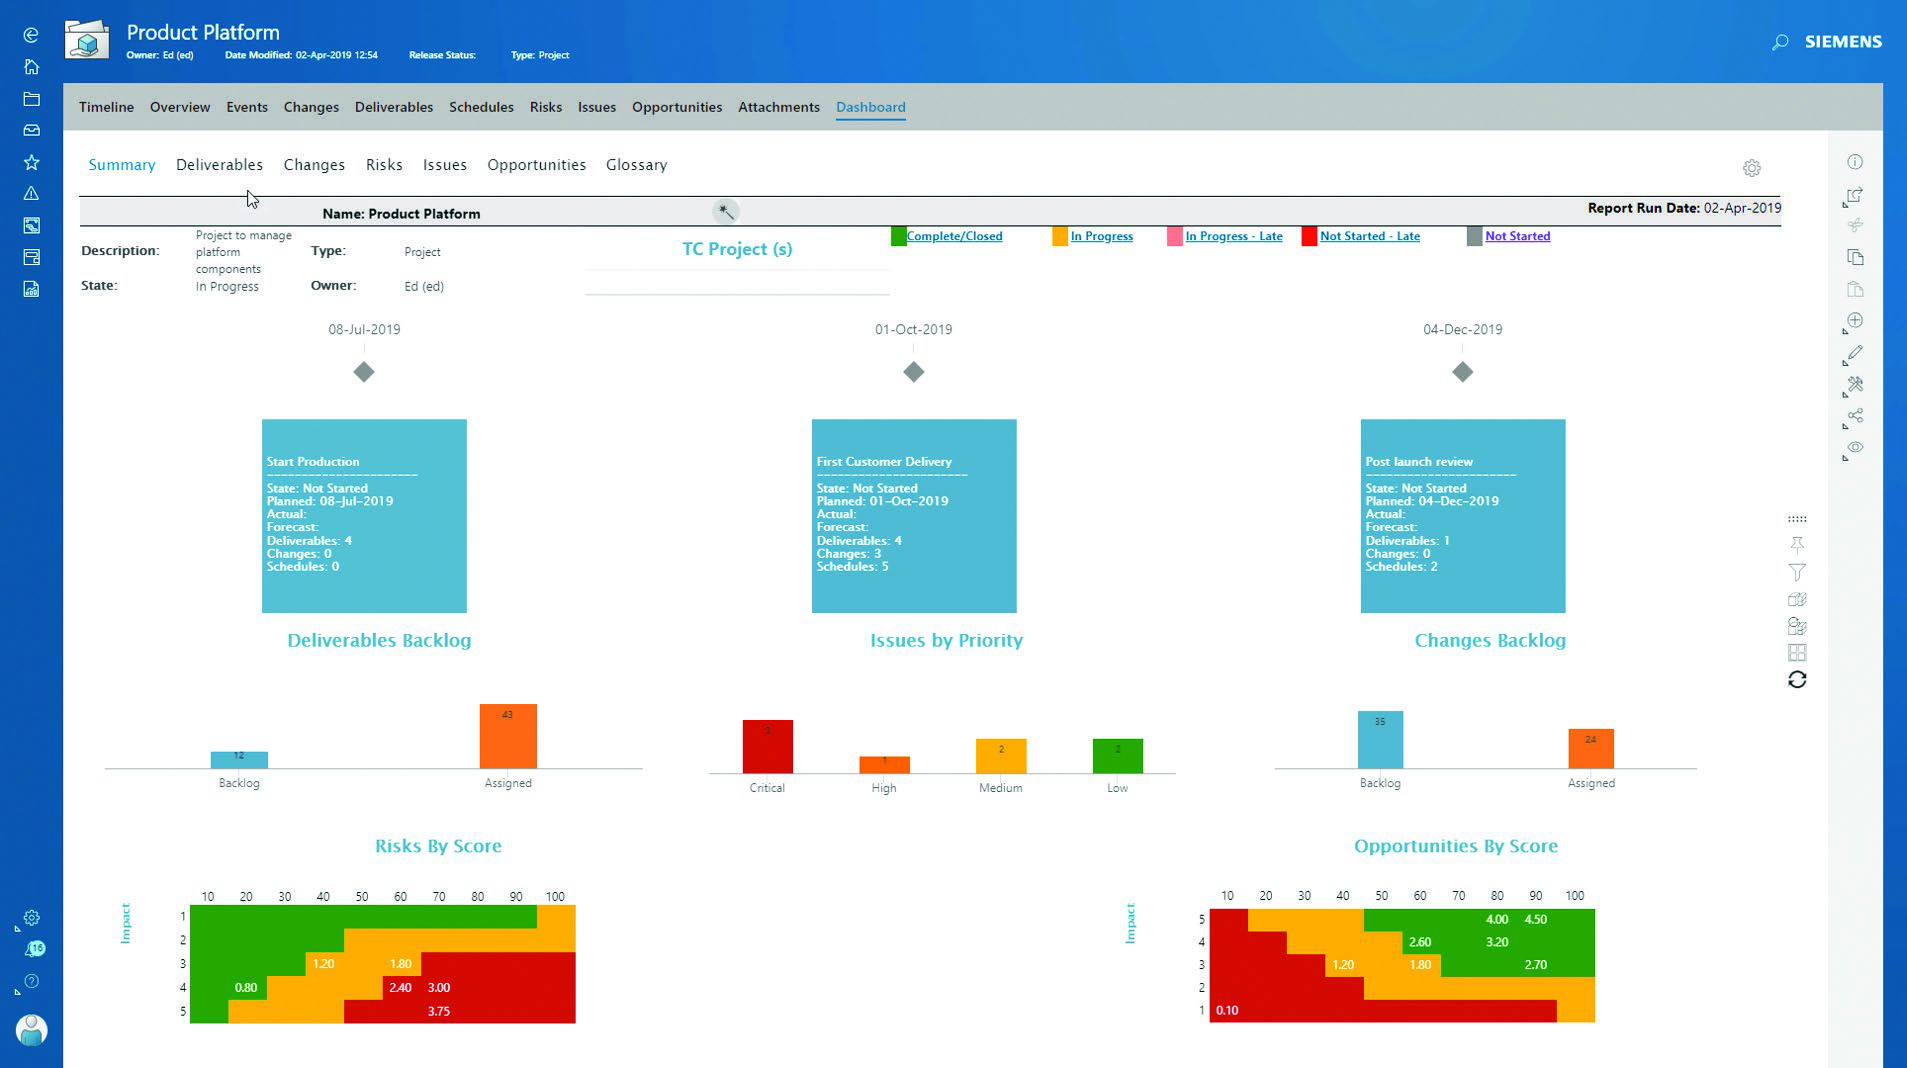 Product Platform
Owner: Ed (ed) Date Modified: 02-Apr-2019 12:54 Release Status: Type: Project
SIEMENS
Timeline Overview Events Changes Deliverables Schedules Risks Issues Opportunities Attachments Dashboard
Summary Deliverables Changes Risks Issues Opportunities Glossary
Name: Product Platform
Report Run Date: 02-Apr-2019
Complete/Closed In Progress In Progress - Late Not Started - Late Not Started
Description: Project to manage
platform
components
Type: Project
TC Project (s)
State: In Progress Owner: Ed (ed)
08-Jul-2019 01-Oct-2019 04-Dec-2019
Start Production
----------------------
State: Not Started
Planned: 08-Jul-2019
Actual:
Forecast:
Deliverables: 4
Changes: 0
Schedules: 0
First Customer Delivery
----------------------
State: Not Started
Planned: 01-Oct-2019
Actual:
Forecast:
Deliverables: 4
Changes: 3
Schedules: 5
Post launch review
----------------------
State: Not Started
Planned: 04-Dec-2019
Actual:
Forecast:
Deliverables: 1
Changes: 0
Schedules: 2
Deliverables Backlog
12 43
Backlog Assigned
Issues by Priority
3 1 2 2
Critical High Medium Low
Changes Backlog
35 24
Backlog Assigned
Risks By Score
Impact
10 20 30 40 50 60 70 80 90 100
1
2
3 1.20 1.80
4 0.80 2.40 3.00
5 3.75
Opportunities By Score
Impact
10 20 30 40 50 60 70 80 90 100
5 4.00 4.50
4 2.60 3.20
3 1.20 1.80 2.70
2
1 0.10
16